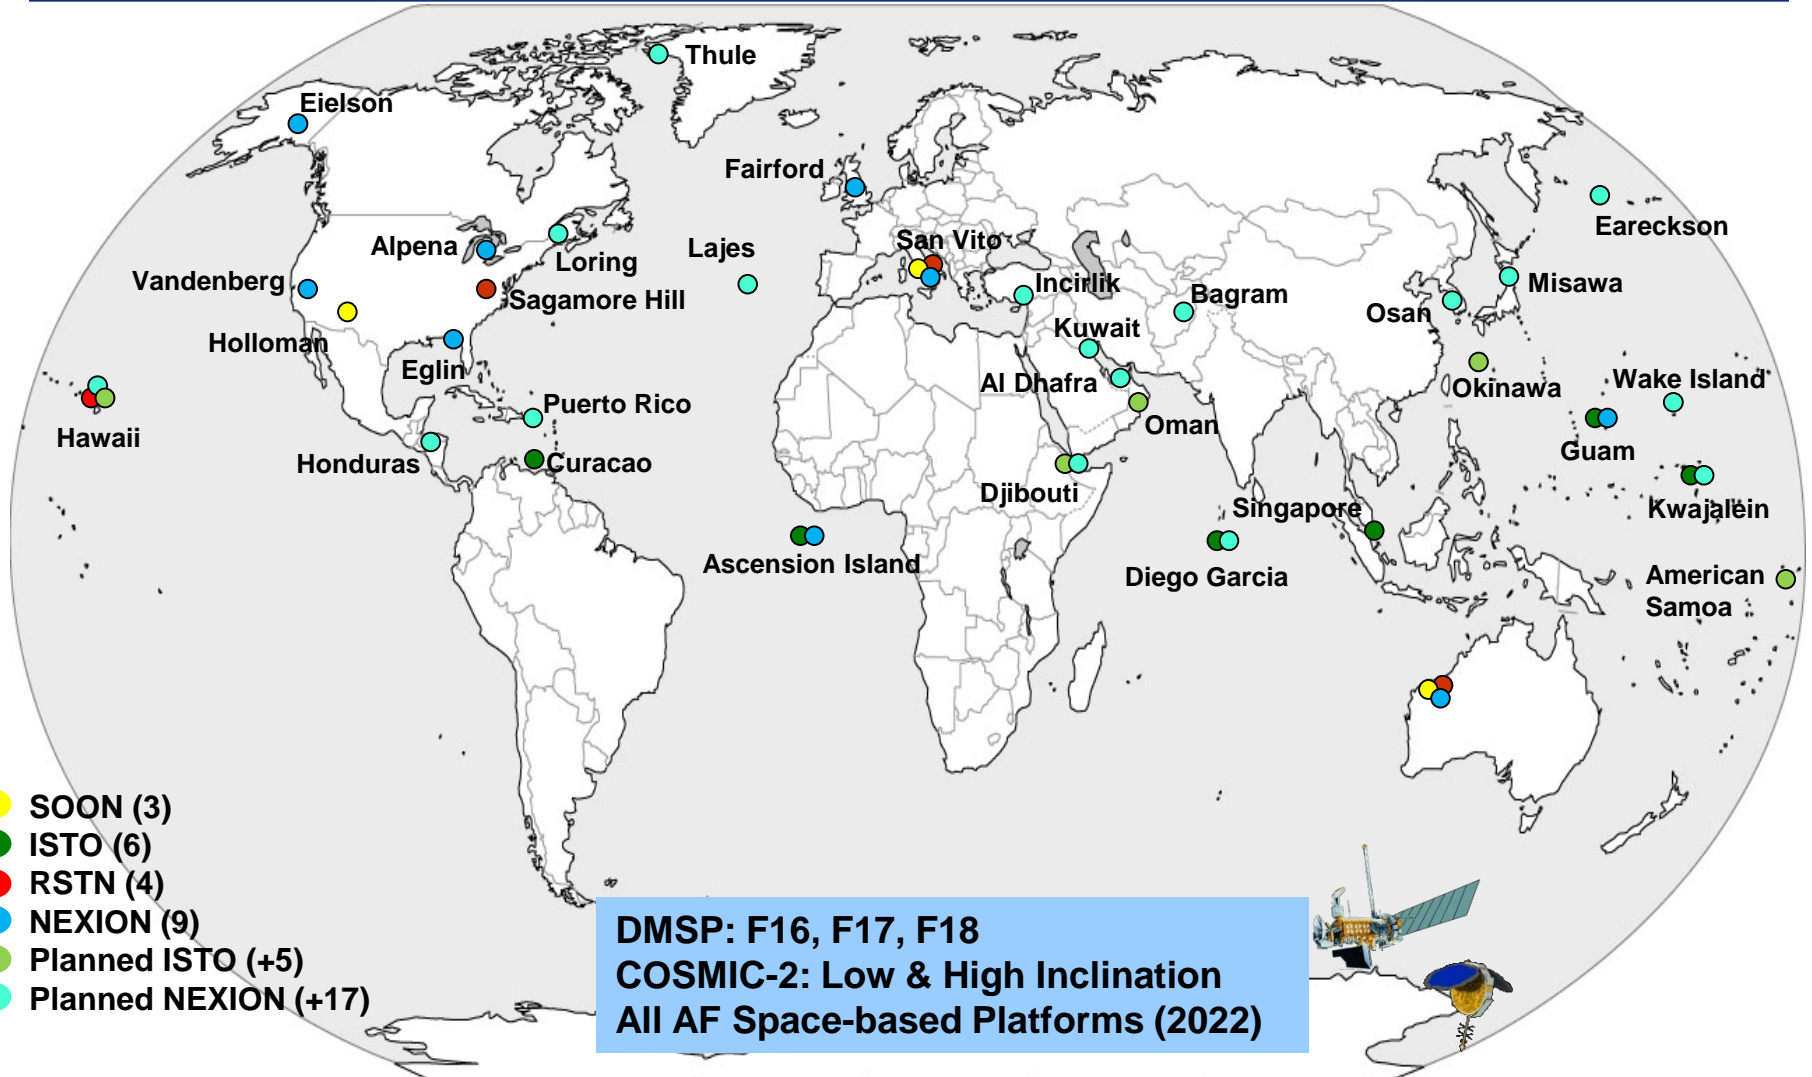 Thule
Eielson
Fairford
Eareckson
San Vito
Alpena
Lajes
Loring
Vandenberg
Incirlik
Misawa
Sagamore Hill
Bagram
Osan
Kuwait
Holloman
Eglin
Al Dhafra
Wake Island
Okinawa
Puerto Rico
Oman
Hawaii
Guam
Honduras
Curacao
Djibouti
Singapore
Kwajalein
Ascension Island
Diego Garcia
American
Samoa
SOON (3)
ISTO (6)
RSTN (4)
NEXION (9)
Planned ISTO (+5)
Planned NEXION (+17)
DMSP: F16, F17, F18
COSMIC-2: Low & High Inclination
All AF Space-based Platforms (2022)